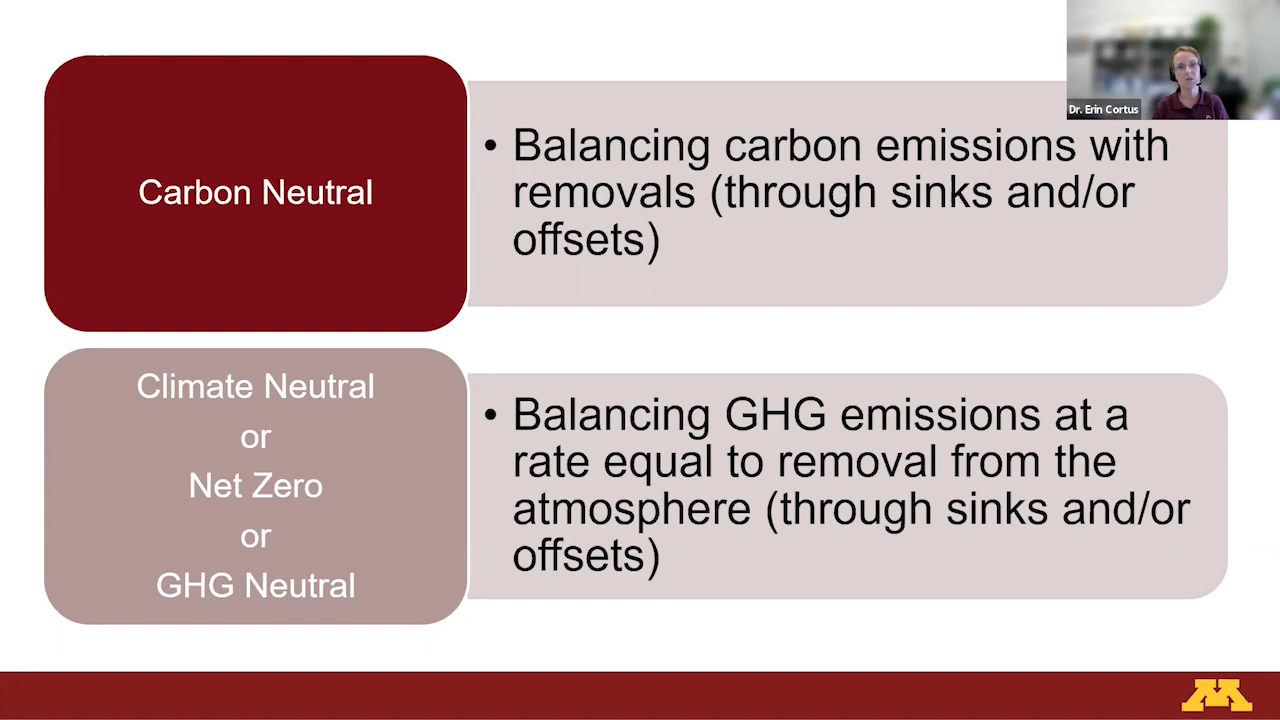 Dr. Erin Cortus
Carbon Neutral
• Balancing carbon emissions with
removals (through sinks and/or
offsets)
Climate Neutral
or
Net Zero
or
GHG Neutral
• Balancing GHG emissions at a
rate equal to removal from the
atmosphere (through sinks and/or
offsets)
M